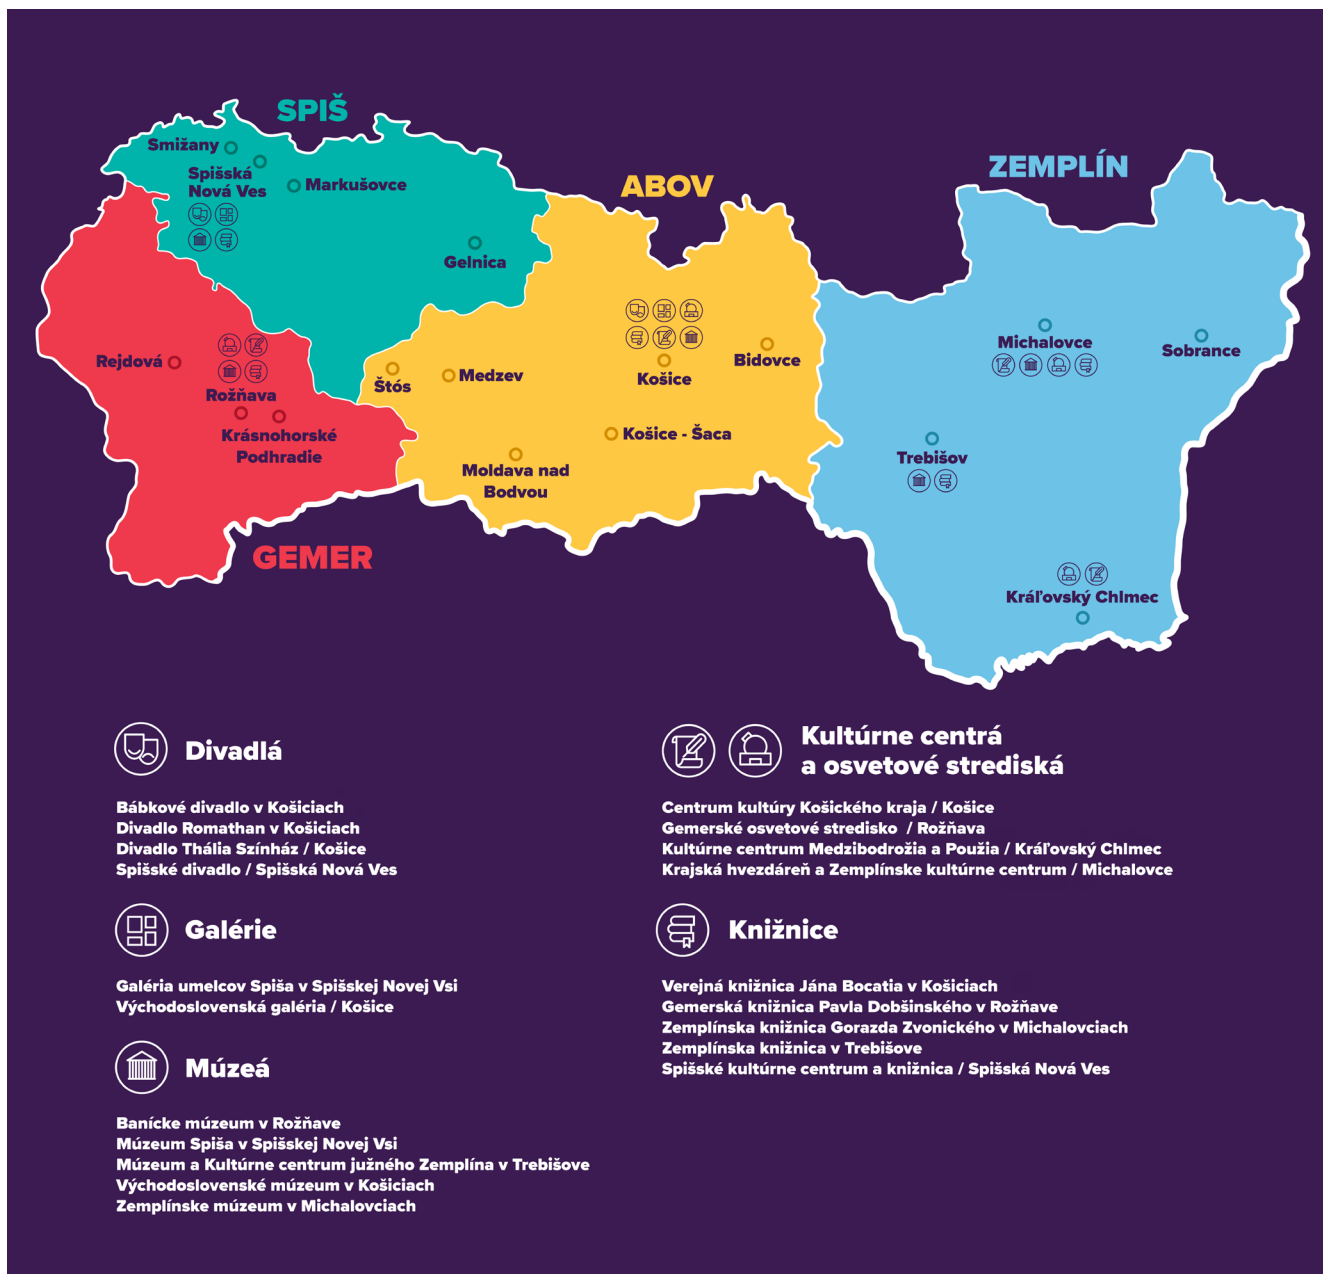 SPIŠ
Smižany
Spišská
Nová Ves
Markušovce
Gelnica
ABOV
ZEMPLÍN
Rejdová
Rožňava
Krásnohorské
Podhradie
GEMER
Štós
Medzev
Košice
Bidovce
Košice - Šaca
Moldava nad
Bodvou
Michalovce
Sobrance
Trebišov
Kráľovský Chlmec
Divadlá
Bábkové divadlo v Košiciach
Divadlo Romathan v Košiciach
Divadlo Thália Színház / Košice
Spišské divadlo / Spišská Nová Ves
Galérie
Galéria umelcov Spiša v Spišskej Novej Vsi
Východoslovenská galéria / Košice
Múzeá
Banícke múzeum v Rožňave
Múzeum Spiša v Spišskej Novej Vsi
Múzeum a Kultúrne centrum južného Zemplína v Trebišove
Východoslovenské múzeum v Košiciach
Zemplínske múzeum v Michalovciach
Kultúrne centrá
a osvetové strediská
Centrum kultúry Košického kraja / Košice
Gemerské osvetové stredisko / Rožňava
Kultúrne centrum Medzibodrožia a Použia / Kráľovský Chlmec
Krajská hvezdáreň a Zemplínske kultúrne centrum / Michalovce
Knižnice
Verejná knižnica Jána Bocatia v Košiciach
Gemerská knižnica Pavla Dobšinského v Rožňave
Zemplínska knižnica Gorazda Zvonického v Michalovciach
Zemplínska knižnica v Trebišove
Spišské kultúrne centrum a knižnica / Spišská Nová Ves